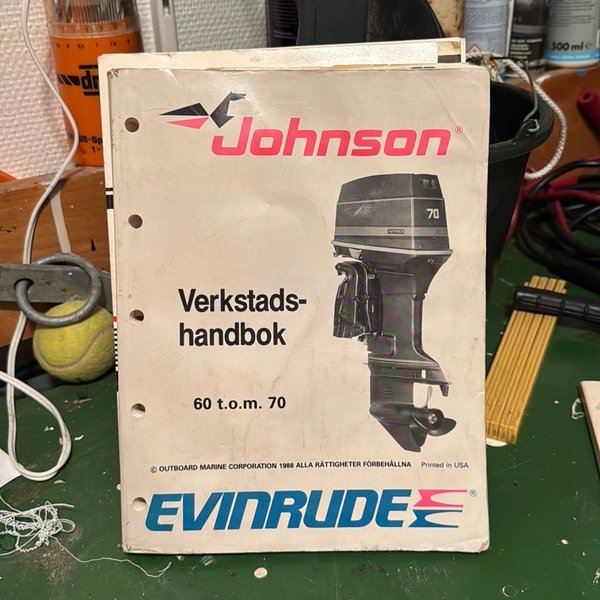 Johnson®
70
Verkstads-
handbok
60 t.o.m. 70
© OUTBOARD MARINE CORPORATION 1988 ALLA RÄTTIGHETER FÖRBEHÅLLNA Printed in USA
EVINRUDE®
500 ml e